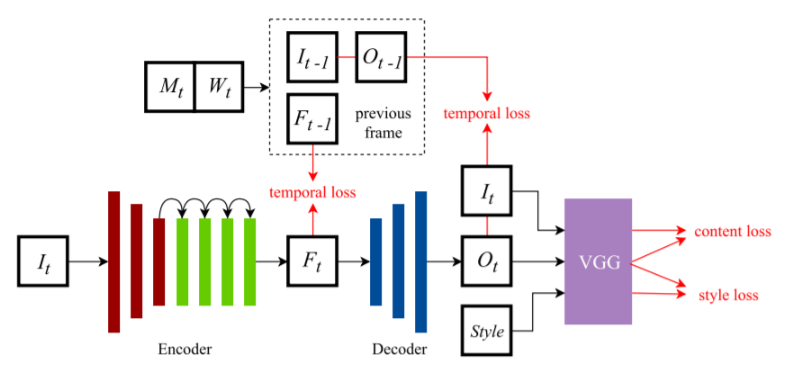 I_{t-1}
O_{t-1}
M_t
W_t
F_{t-1}
previous
frame
temporal loss
temporal loss
I_t
I_t
F_t
O_t
VGG
content loss
style loss
Style
Encoder
Decoder